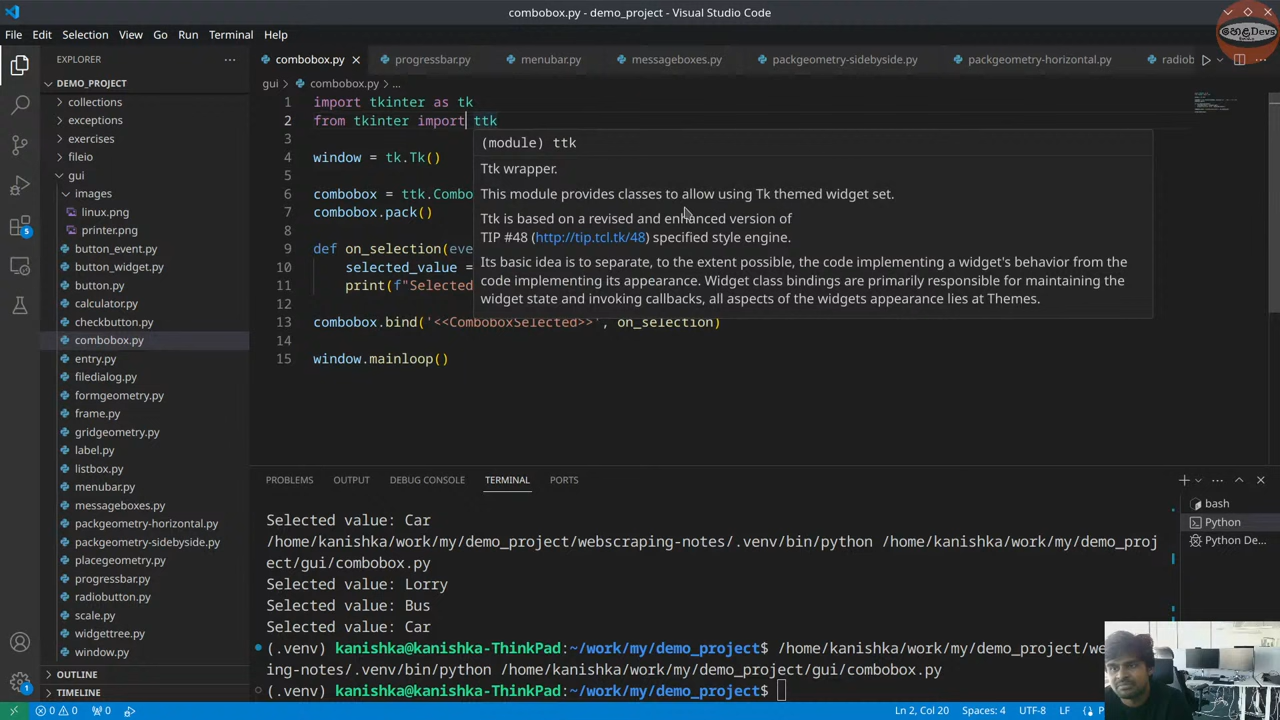 combobox.py - demo_project - Visual Studio Code
හෙළDevs
File Edit Selection View Go Run Terminal Help
EXPLORER
combobox.py
progressbar.py
menubar.py
messageboxes.py
packgeometry-sidebyside.py
packgeometry-horizontal.py
radiob
DEMO_PROJECT
gui > combobox.py > ...
collections
exceptions
exercises
fileio
gui
images
linux.png
printer.png
button_event.py
button_widget.py
button.py
calculator.py
checkbutton.py
combobox.py
entry.py
filedialog.py
formgeometry.py
frame.py
gridgeometry.py
label.py
listbox.py
menubar.py
messageboxes.py
packgeometry-horizontal.py
packgeometry-sidebyside.py
placegeometry.py
progressbar.py
radiobutton.py
scale.py
widgettree.py
window.py
OUTLINE
TIMELINE
5
1
1 import tkinter as tk
2 from tkinter import ttk
3
4 window = tk.Tk()
5
6 combobox = ttk.Combo
7 combobox.pack()
8
9 def on_selection(eve
10 selected_value =
11 print(f"Selected
12
13 combobox.bind('<<ComboboxSelected>>', on_selection)
14
15 window.mainloop()
(module) ttk
Ttk wrapper.
This module provides classes to allow using Tk themed widget set.
Ttk is based on a revised and enhanced version of
TIP #48 (http://tip.tcl.tk/48) specified style engine.
Its basic idea is to separate, to the extent possible, the code implementing a widget's behavior from the
code implementing its appearance. Widget class bindings are primarily responsible for maintaining the
widget state and invoking callbacks, all aspects of the widgets appearance lies at Themes.
PROBLEMS OUTPUT DEBUG CONSOLE TERMINAL PORTS
Selected value: Car
/home/kanishka/work/my/demo_project/webscraping-notes/.venv/bin/python /home/kanishka/work/my/demo_proj
ect/gui/combobox.py
Selected value: Lorry
Selected value: Bus
Selected value: Car
(.venv) kanishka@kanishka-ThinkPad:~/work/my/demo_project$ /home/kanishka/work/my/demo_project/we
ing-notes/.venv/bin/python /home/kanishka/work/my/demo_project/gui/combobox.py
(.venv) kanishka@kanishka-ThinkPad:~/work/my/demo_project$
bash
Python
Python De...
0 0 0 Ln 2, Col 20 Spaces: 4 UTF-8 LF { } P